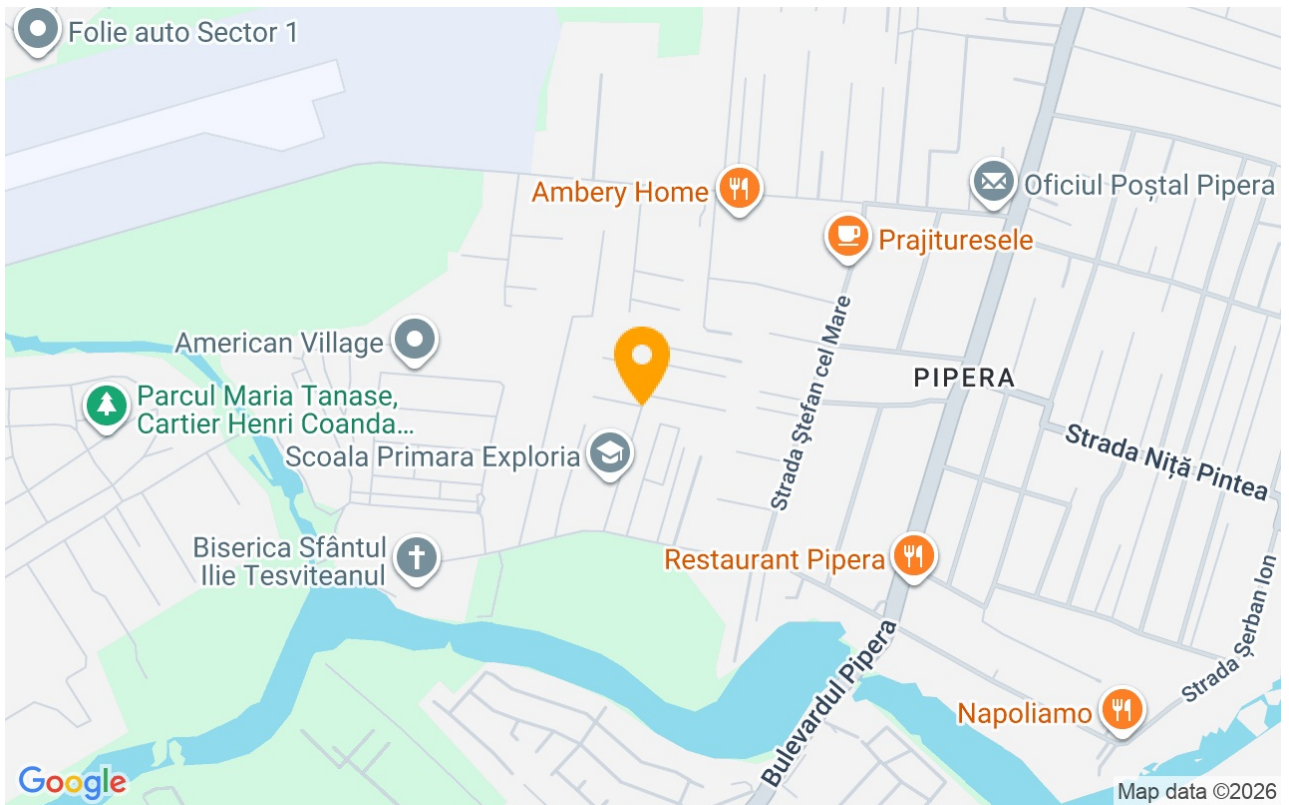 Folie auto Sector 1
Ambery Home
Oficiul Poștal Pipera
Prajituresele
American Village
Strada Ștefan cel Mare
PIPERA
Parcul Maria Tanase,
Cartier Henri Coanda...
Scoala Primara Exploria
Strada Niță Pintea
Biserica Sfântul
Ilie Tesviteanul
Restaurant Pipera
Strada Șerban Ion
Bulevardul Pipera
Napoliamo
Google
Map data ©2026